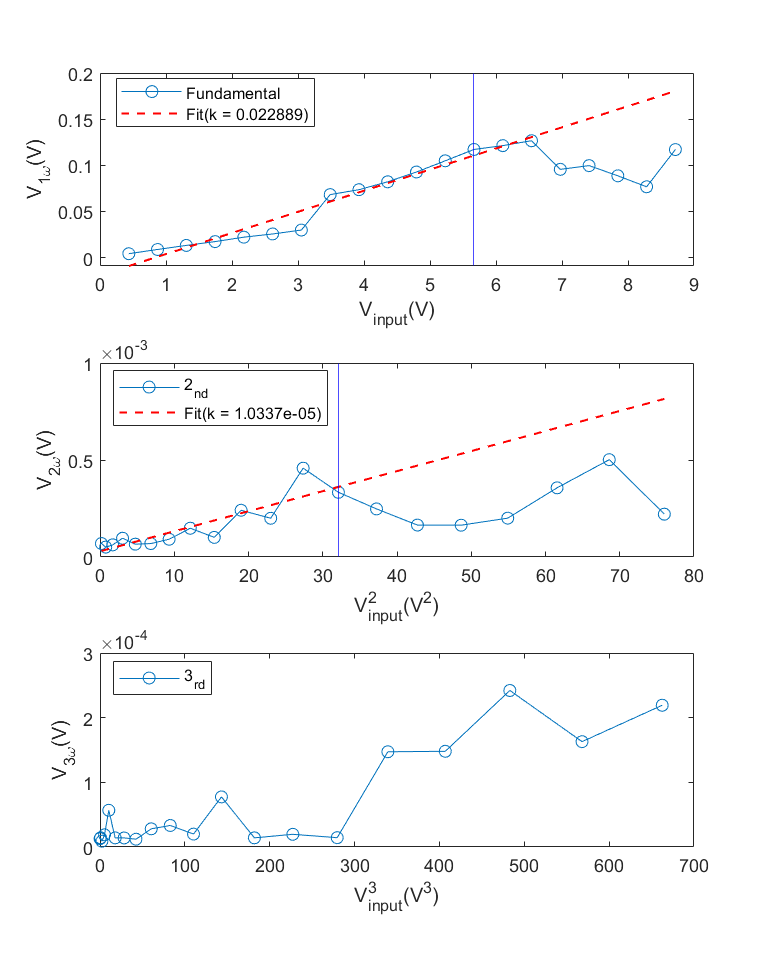 0.2
0.15
0.1
0.05
0
V1ω(V)
Fundamental
Fit(k = 0.022889)
0 1 2 3 4 5 6 7 8 9
Vinput(V)
×10-3
1
0.5
0
V2ω(V)
2nd
Fit(k = 1.0337e-05)
0 10 20 30 40 50 60 70 80
V2input(V2)
×10-4
3
2
1
0
V3ω(V)
3rd
0 100 200 300 400 500 600 700
V3input(V3)